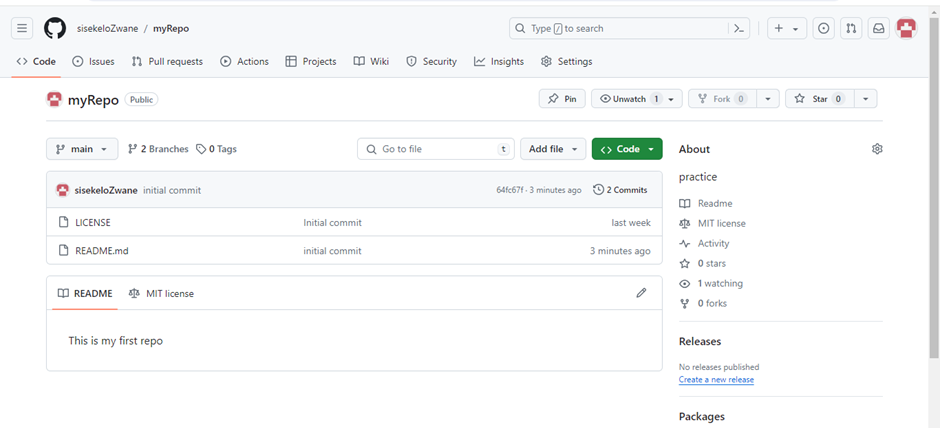 sisekeloZwane / myRepo
Type / to search
Code Issues Pull requests Actions Projects Wiki Security Insights Settings
myRepo Public
Pin Unwatch 1 Fork 0 Star 0
main 2 Branches 0 Tags
Go to file t Add file Code
sisekeloZwane initial commit 64fc67f · 3 minutes ago 2 Commits
LICENSE Initial commit last week
README.md initial commit 3 minutes ago
README MIT license
This is my first repo
About
practice
Readme
MIT license
Activity
0 stars
1 watching
0 forks
Releases
No releases published
Create a new release
Packages